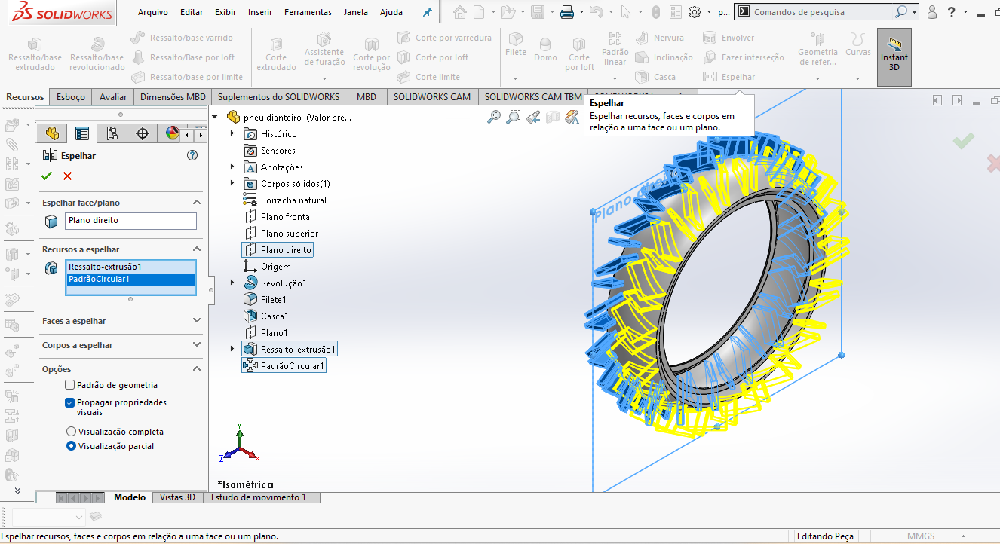 SOLIDWORKS
Arquivo Editar Exibir Inserir Ferramentas Janela Ajuda
p...
Comandos de pesquisa
Ressalto/base extrudado
Ressalto/base revolucionado
Ressalto/base varrido
Ressalto/Base por loft
Ressalto/base por limite
Corte extrudado
Assistente de furação
Corte por revolução
Corte por varredura
Corte por loft
Corte limite
Filete
Domo
Corte por loft
Padrão linear
Nervura
Inclinação
Casca
Envolver
Fazer interseção
Espelhar
Geometria de refer...
Curvas
Instant 3D
Recursos Esboço Avaliar Dimensões MBD Suplementos do SOLIDWORKS MBD SOLIDWORKS CAM SOLIDWORKS CAM TBM
Espelhar
Espelhar recursos, faces e corpos em
relação a uma face ou um plano.
Espelhar
Espelhar face/plano
Plano direito
Recursos a espelhar
Ressalto-extrusão1
PadrãoCircular1
Faces a espelhar
Corpos a espelhar
Opções
Padrão de geometria
Propagar propriedades
visuais
Visualização completa
Visualização parcial
pneu dianteiro (Valor pre...
Histórico
Sensores
Anotações
Corpos sólidos(1)
Borracha natural
Plano frontal
Plano superior
Plano direito
Origem
Revolução1
Filete1
Casca1
Plano1
Ressalto-extrusão1
PadrãoCircular1
Plano direito
Y
Z
X
*Isométrica
Modelo Vistas 3D Estudo de movimento 1
Espelhar recursos, faces e corpos em relação a uma face ou um plano.
Editando Peça
MMGS